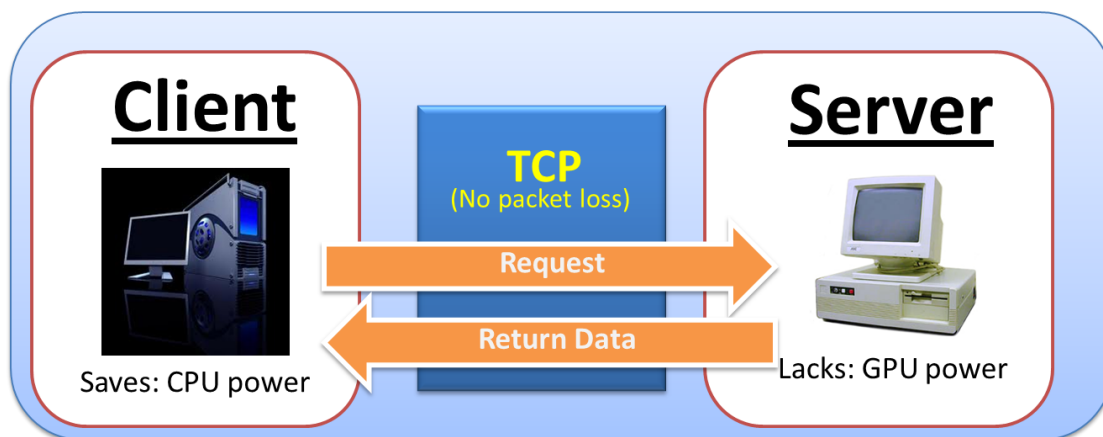 Client
Server
TCP
(No packet loss)
Request
Return Data
Saves: CPU power
Lacks: GPU power